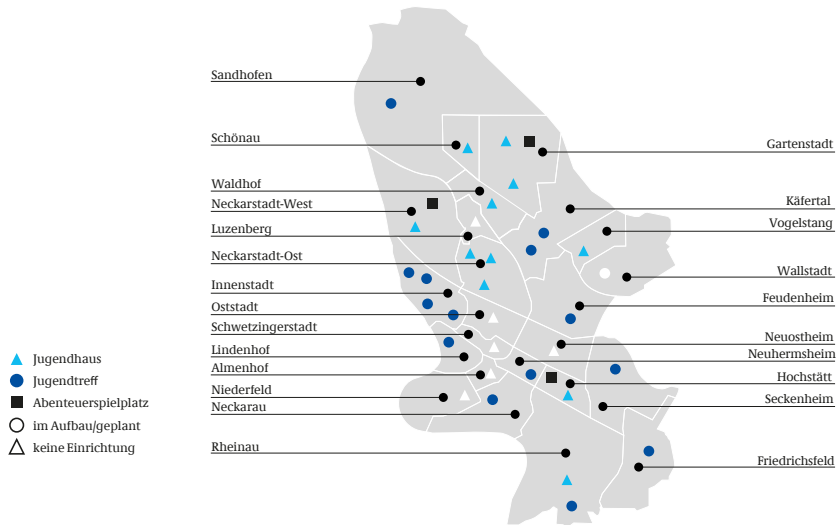 Sandhofen
Schönau
Waldhof
Neckarstadt-West
Luzenberg
Neckarstadt-Ost
Innenstadt
Oststadt
Schwetzingerstadt
Lindenhof
Almenhof
Niederfeld
Neckarau
Rheinau
Gartenstadt
Käfertal
Vogelstang
Wallstadt
Feudenheim
Neuostheim
Neuhermsheim
Hochstätt
Seckenheim
Friedrichsfeld
Jugendhaus
Jugendtreff
Abenteuerspielplatz
im Aufbau/geplant
keine Einrichtung